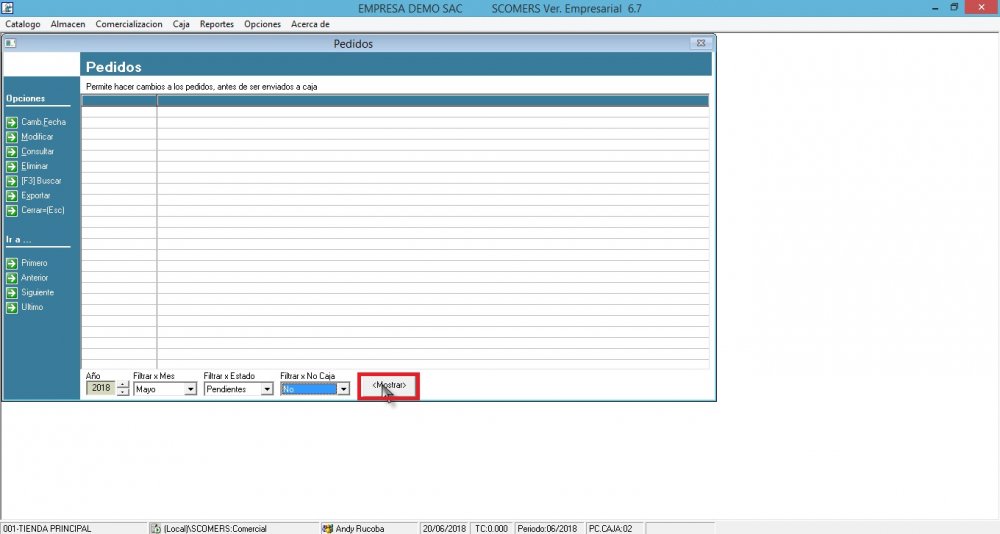 EMPRESA DEMO SAC SCOMERS Ver. Empresarial 6.7
Catalogo Almacen Comercializacion Caja Reportes Opciones Acerca de
Pedidos
Pedidos
Permite hacer cambios a los pedidos, antes de ser enviados a caja
Opciones
Camb.Fecha
Modificar
Consultar
Eliminar
[F3] Buscar
Exportar
Cerrar=(Esc)
Ir a ...
Primero
Anterior
Siguiente
Ultimo
Año Filtrar x Mes Filtrar x Estado Filtrar x No Caja
2018 Mayo Pendientes No <Mostrar>
001-TIENDA PRINCIPAL (Local)\SCOMERS:Comercial Andy Rucoba 20/06/2018 TC:0.000 Periodo:06/2018 PC.CAJA:02